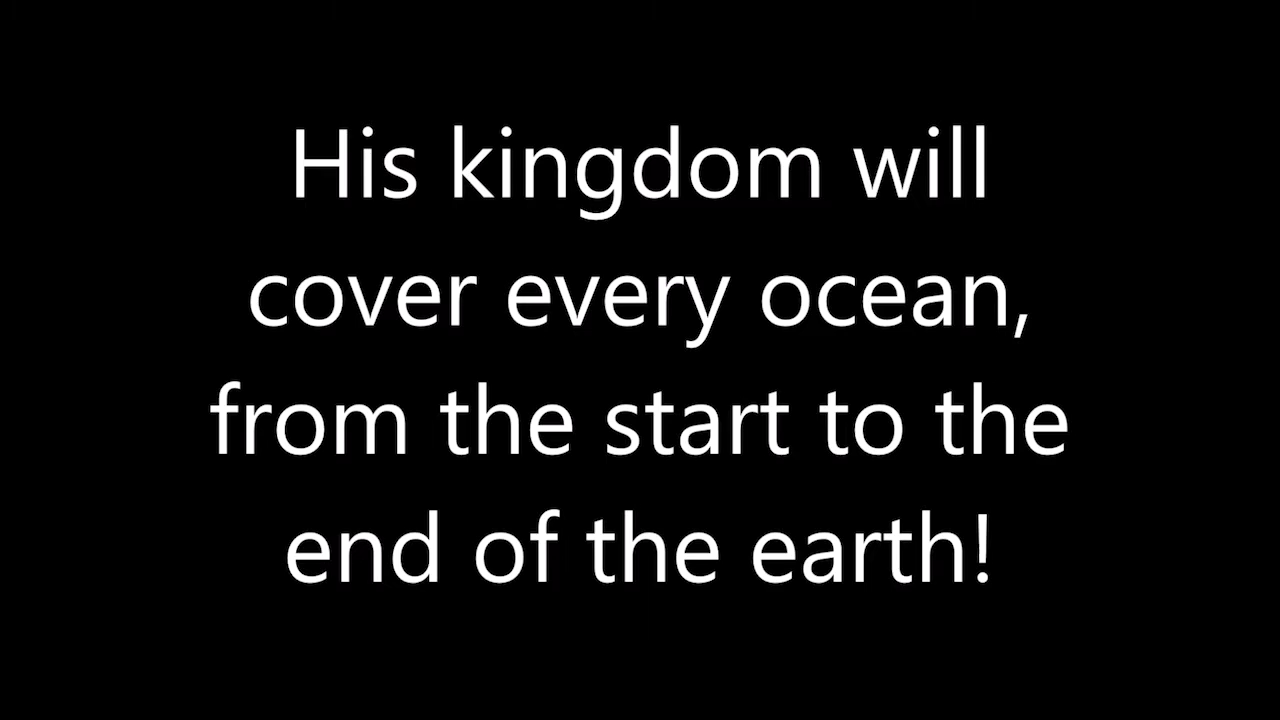 His kingdom will
cover every ocean,
from the start to the
end of the earth!